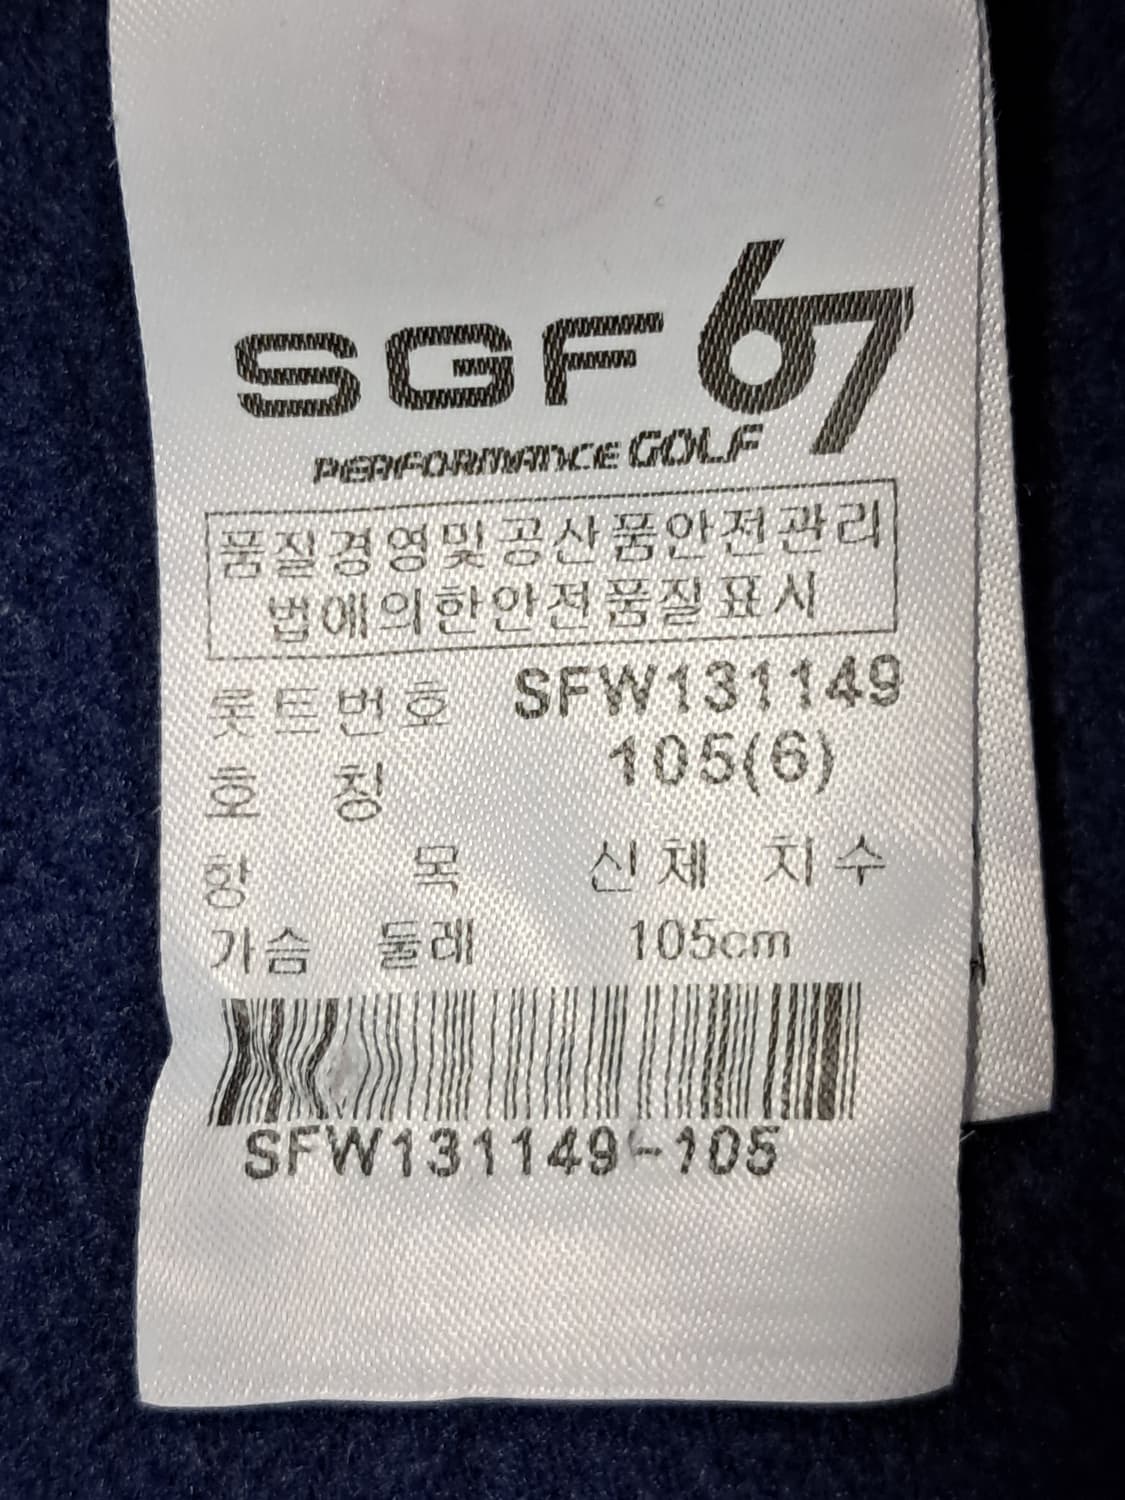 SGF67
PERFORMANCE GOLF
품질경영및공산품안전관리
법에의한안전품질표시
롯트번호 SFW131149
호 칭 105(6)
항 목 신체 치수
가슴 둘레 105cm
SFW131149-105